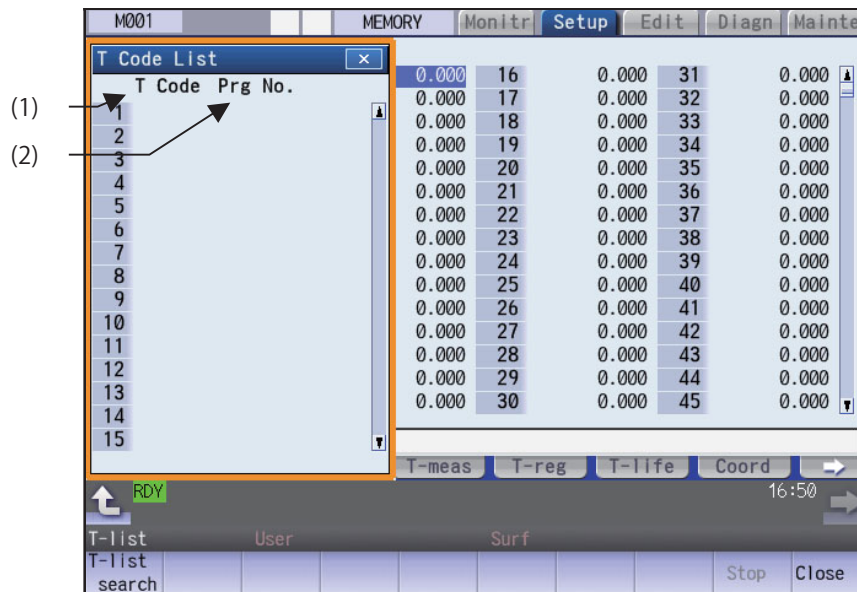 M001 MEMORY Monitr Setup Edit Diagn Mainte
T Code List
T Code Prg No.
(1)
(2)
1
2
3
4
5
6
7
8
9
10
11
12
13
14
15
0.000 16 0.000 31 0.000
0.000 17 0.000 32 0.000
0.000 18 0.000 33 0.000
0.000 19 0.000 34 0.000
0.000 20 0.000 35 0.000
0.000 21 0.000 36 0.000
0.000 22 0.000 37 0.000
0.000 23 0.000 38 0.000
0.000 24 0.000 39 0.000
0.000 25 0.000 40 0.000
0.000 26 0.000 41 0.000
0.000 27 0.000 42 0.000
0.000 28 0.000 43 0.000
0.000 29 0.000 44 0.000
0.000 30 0.000 45 0.000
T-meas T-reg T-life Coord
RDY 16:50
T-list User Surf
T-list
search Stop Close